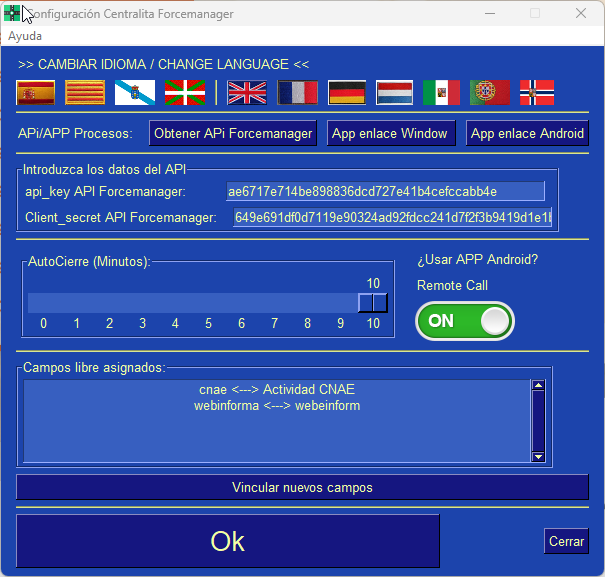 Configuración Centralita Forcemanager
Ayuda
>> CAMBIAR IDIOMA / CHANGE LANGUAGE <<
APi/APP Procesos: Obtener APi Forcemanager App enlace Window App enlace Android
Introduzca los datos del API
api_key API Forcemanager: ae6717e714be898836dcd727e41b4cefccabb4e
Client_secret API Forcemanager: 649e691df0d7119e90324ad92fdcc241d7f2f3b9419d1e1b
AutoCierre (Minutos):
10
0 1 2 3 4 5 6 7 8 9 10
¿Usar APP Android?
Remote Call
ON
Campos libre asignados:
cnae <---> Actividad CNAE
webinforma <---> webeinform
Vincular nuevos campos
Ok
Cerrar